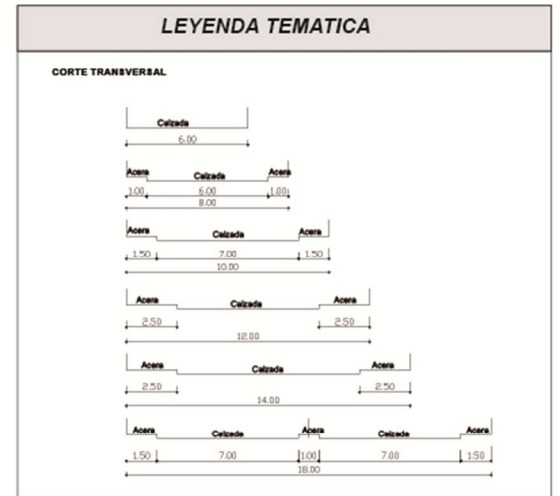 LEYENDA TEMATICA
CORTE TRANSVERSAL
Calzada
6.00
Acera Calzada Acera
1.00 6.00 1.00
8.00
Acera Calzada Acera
1.50 7.00 1.50
10.00
Acera Calzada Acera
2.50 2.50
12.00
Acera Calzada Acera
2.50 2.50
14.00
Acera Calzada Acera Calzada Acera
1.50 7.00 1.00 7.00 1.50
18.00